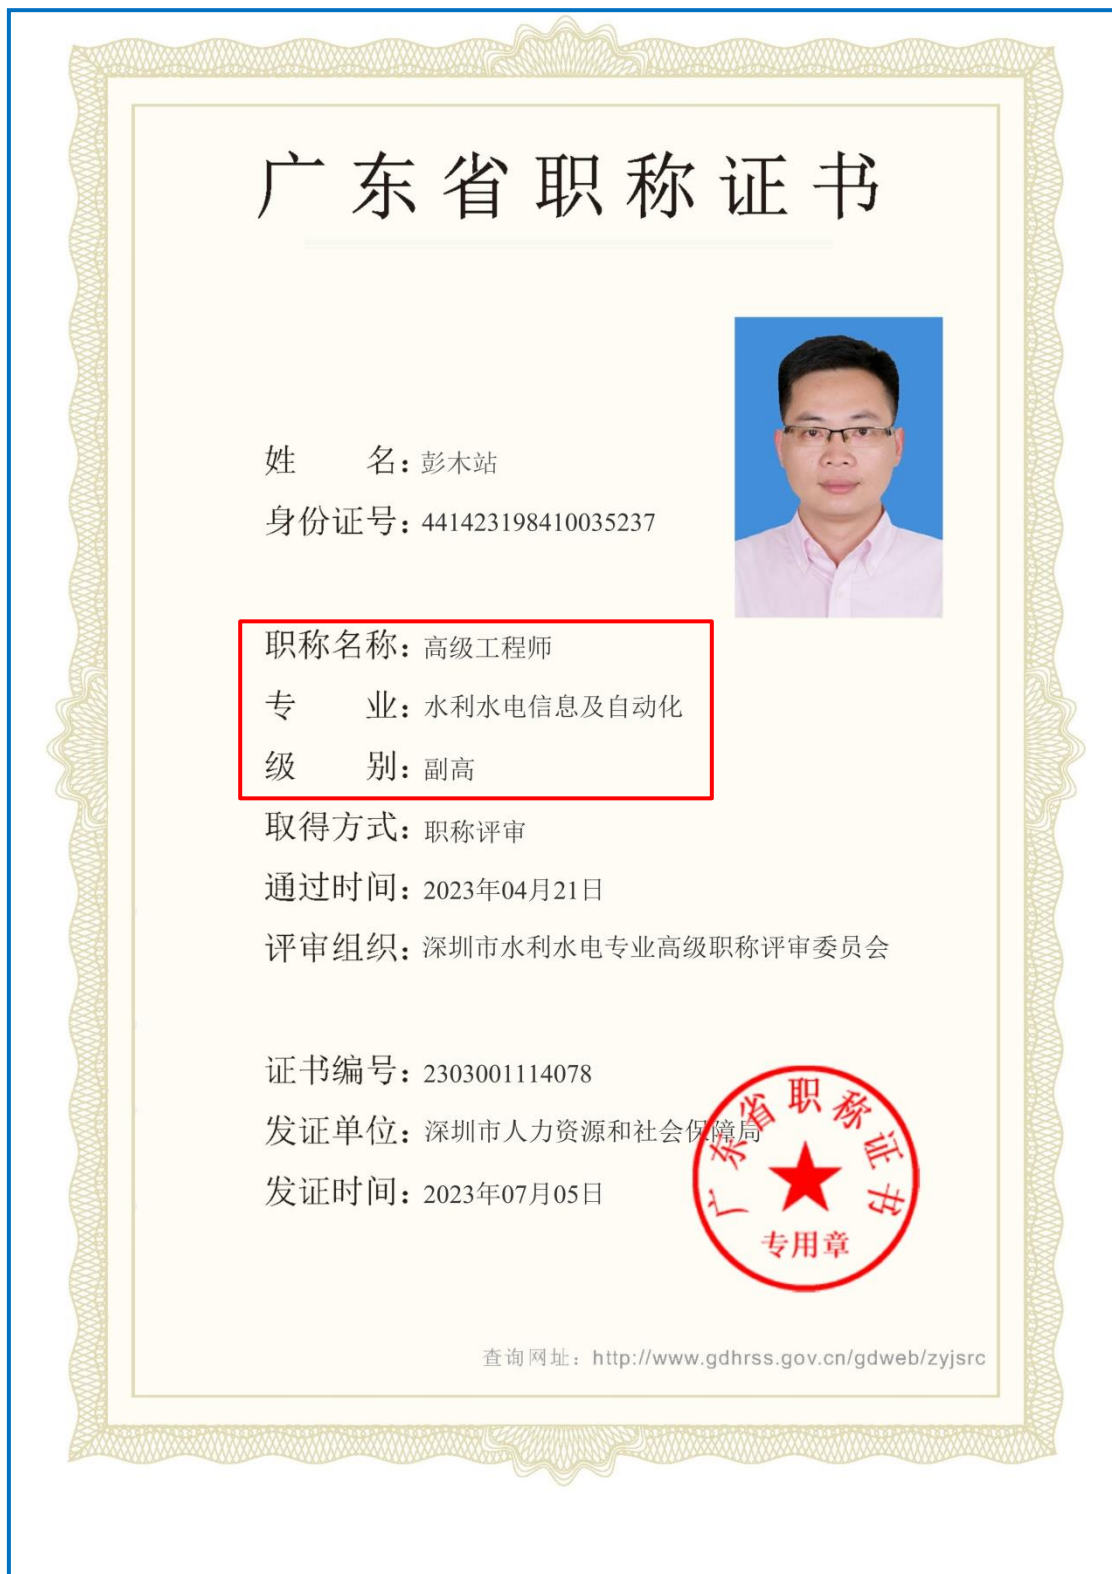 广东省职称证书
姓 名：彭木站
身份证号：441423198410035237
职称名称：高级工程师
专 业：水利水电信息及自动化
级 别：副高
取得方式：职称评审
通过时间：2023年04月21日
评审组织：深圳市水利水电专业高级职称评审委员会
证书编号：2303001114078
发证单位：深圳市人力资源和社会保障局
发证时间：2023年07月05日
广东省职称证书
专用章
查询网址：http://www.gdhrss.gov.cn/gdweb/zyjsrc